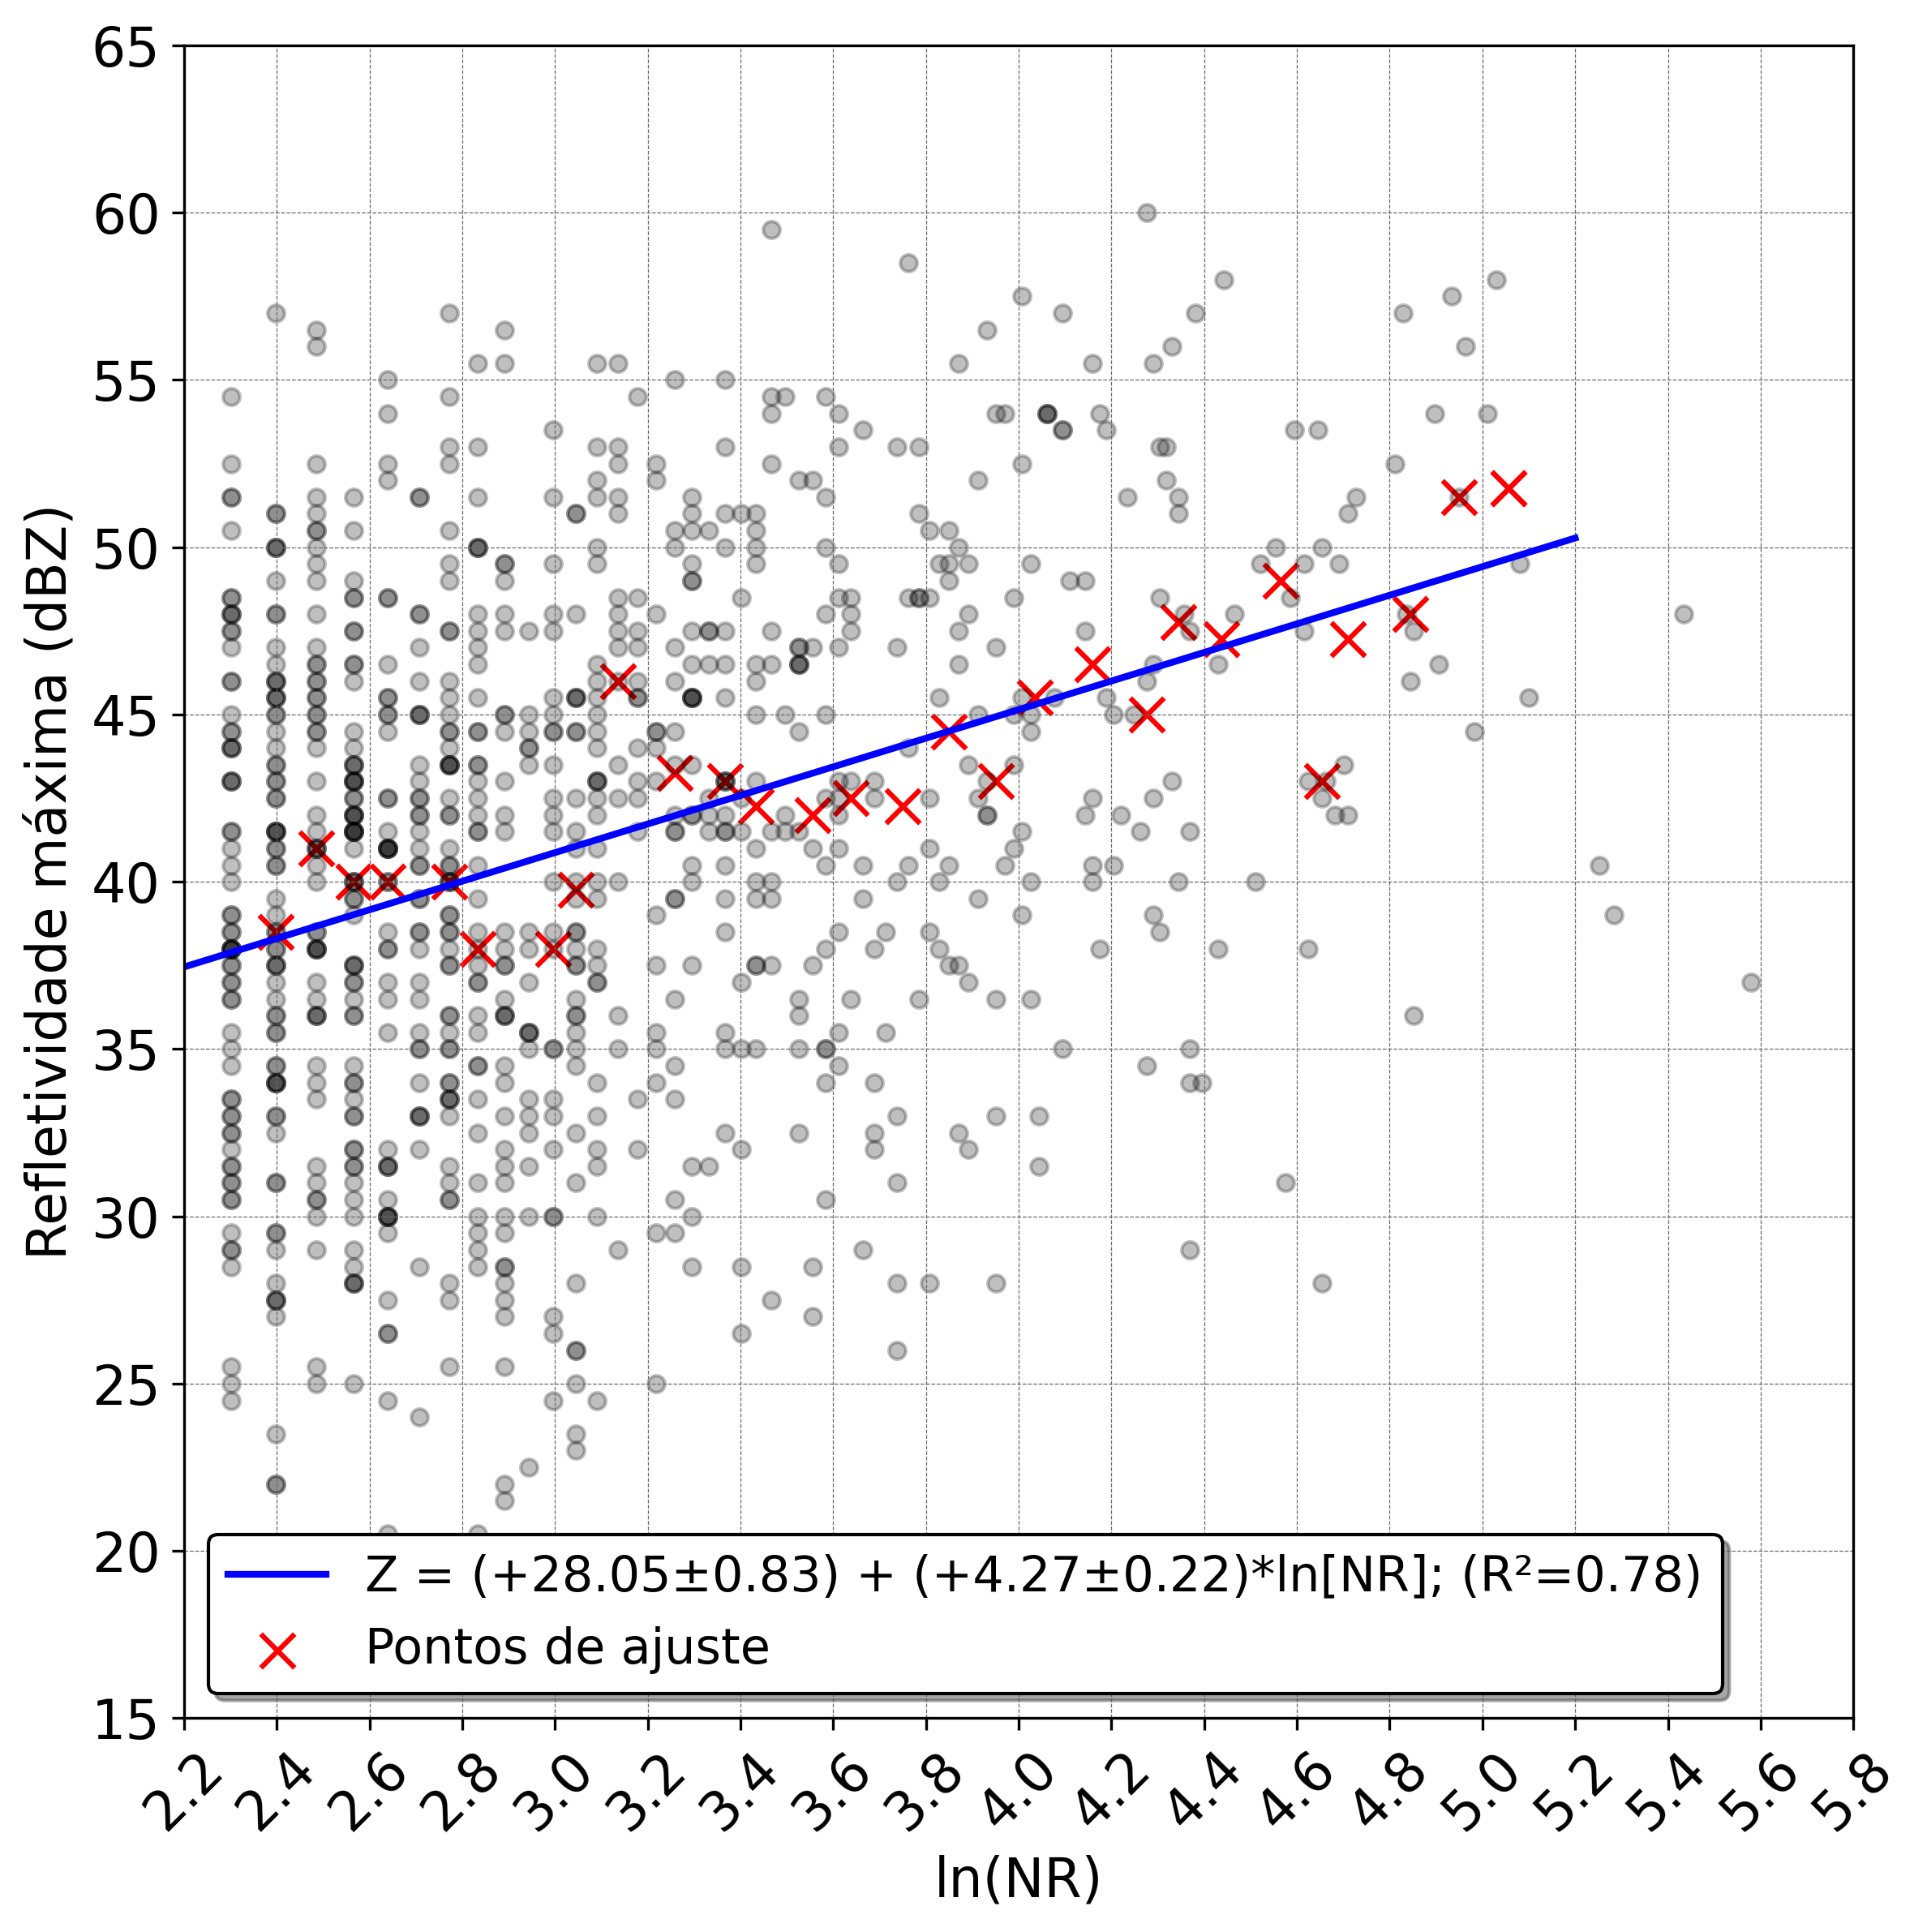 65
60
55
50
45
40
35
30
25
20
15
Refletividade máxima (dBZ)
Z = (+28.05±0.83) + (+4.27±0.22)*ln[NR]; (R²=0.78)
Pontos de ajuste
2.2 2.4 2.6 2.8 3.0 3.2 3.4 3.6 3.8 4.0 4.2 4.4 4.6 4.8 5.0 5.2 5.4 5.6 5.8
ln(NR)